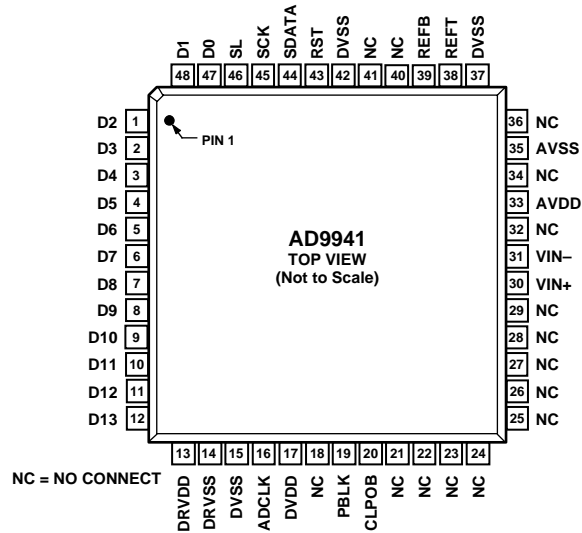 D1 D0 SL SCK SDATA RST DVSS NC NC REFB REFT DVSS
48 47 46 45 44 43 42 41 40 39 38 37
D2 1
D3 2
D4 3
D5 4
D6 5
D7 6
D8 7
D9 8
D10 9
D11 10
D12 11
D13 12
PIN 1
AD9941
TOP VIEW
(Not to Scale)
36 NC
35 AVSS
34 NC
33 AVDD
32 NC
31 VIN–
30 VIN+
29 NC
28 NC
27 NC
26 NC
25 NC
13 14 15 16 17 18 19 20 21 22 23 24
DRVDD DRVSS DVSS ADCLK DVDD NC PBLK CLPOB NC NC NC NC
NC = NO CONNECT